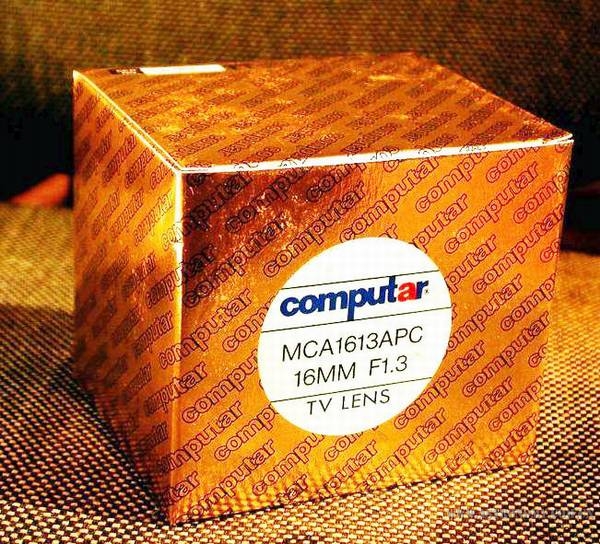 computar
MCA1613APC
16MM F1.3
TV LENS